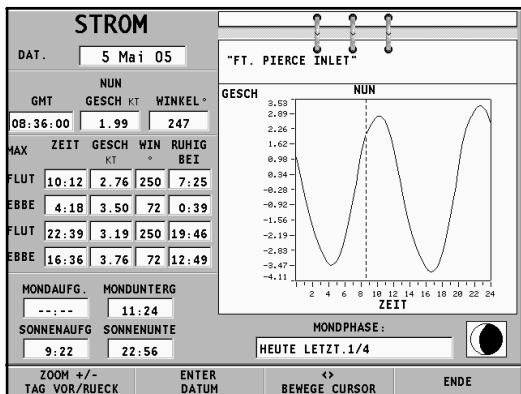 STROM
DAT. 5 Mai 05
NUN
GMT GESCH KT WINKEL °
08:36:00 1.99 247
MAX ZEIT GESCH KT WIN ° RUHIG BEI
FLUT 10:12 2.76 250 7:25
EBBE 4:18 3.50 72 0:39
FLUT 22:39 3.19 250 19:46
EBBE 16:36 3.76 72 12:49
MONDAUFG. MONDUNTERG
--:-- 11:24
SONNENAUFG SONNENUNTE
9:22 22:56
"FT. PIERCE INLET"
GESCH NUN
3.53
2.89
2.26
1.62
0.98
0.34
-0.28
-0.92
-1.56
-2.19
-2.83
-3.47
-4.11
2 4 6 8 10 12 14 16 18 20 22 24
ZEIT
MONDPHASE:
HEUTE LETZT.1/4
ZOOM +/- ENTER <> ENDE
TAG VOR/RUECK DATUM BEWEGE CURSOR